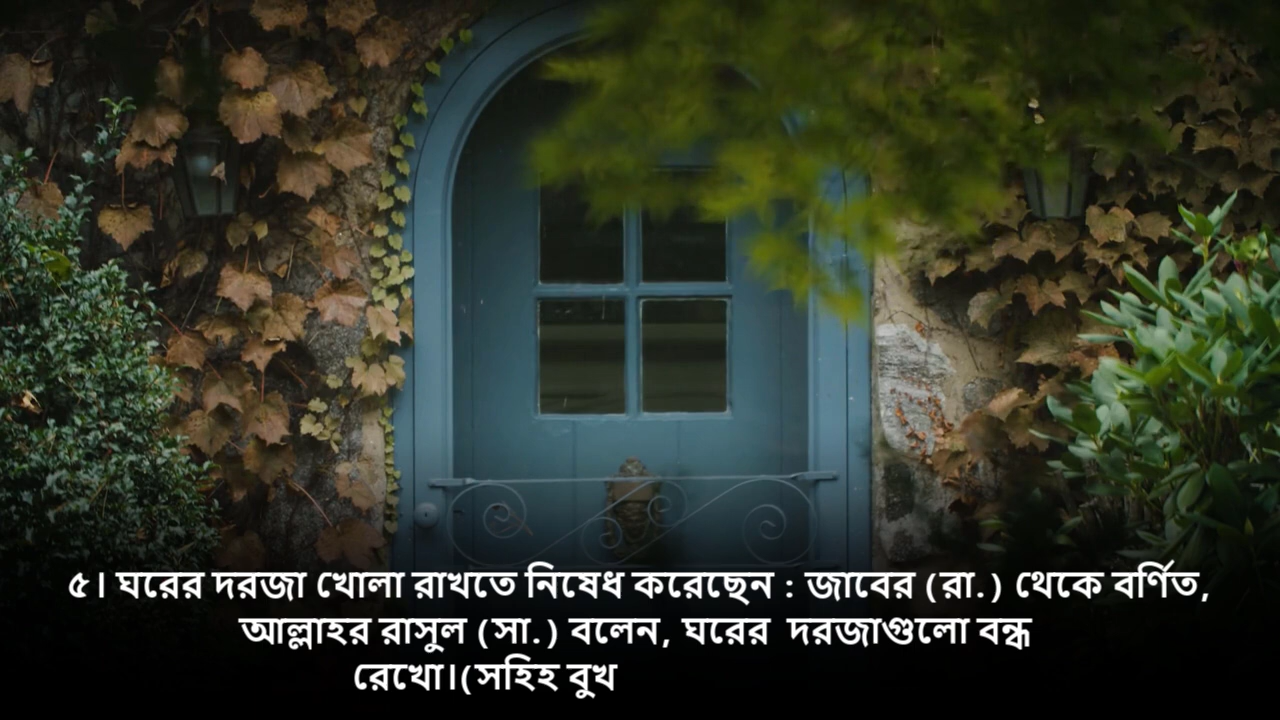 ৫। ঘরের দরজা খোলা রাখতে নিষেধ করেছেন : জাবের (রা.) থেকে বর্ণিত,
আল্লাহর রাসুল (সা.) বলেন, ঘরের দরজাগুলো বন্ধ
রেখো।(সহিহ বুখ